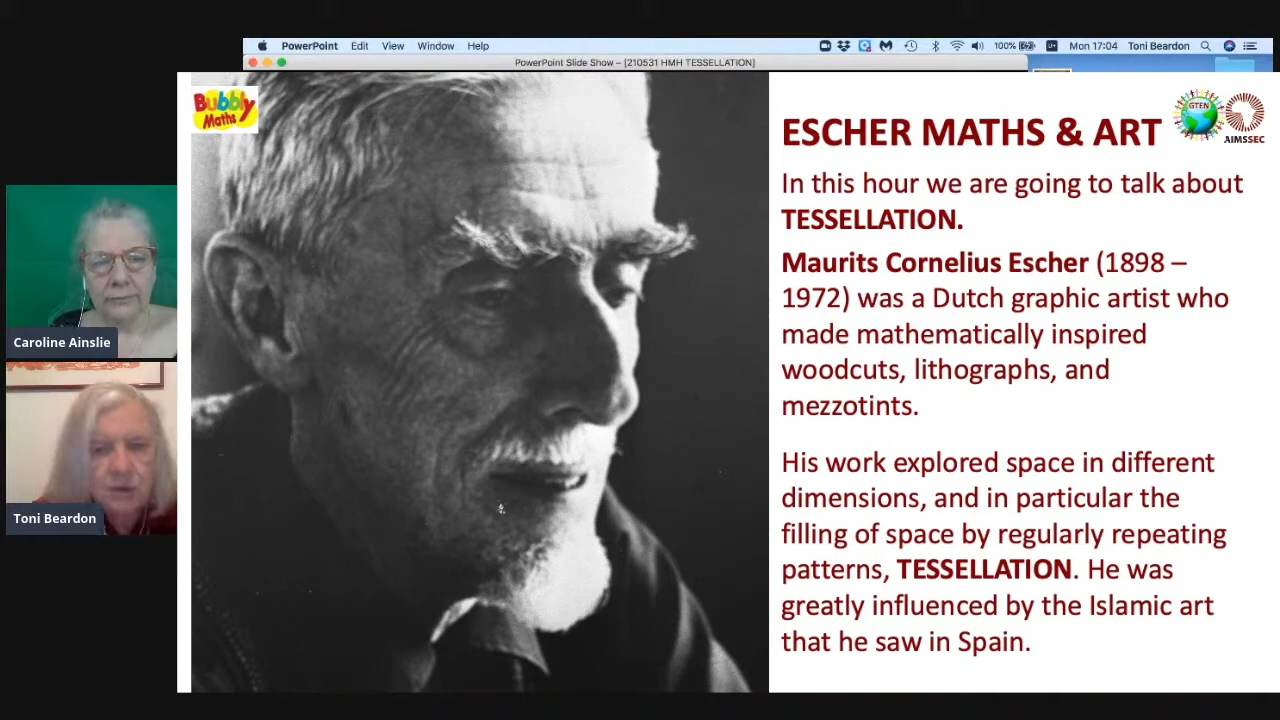 PowerPoint Edit View Window Help
100% Mon 17:04 Toni Beardon
PowerPoint Slide Show – [210531 HMH TESSELLATION]
Bubbly
Maths
ESCHER MATHS & ART
GTEN
AIMSSEC
In this hour we are going to talk about
TESSELLATION.
Maurits Cornelius Escher (1898 –
1972) was a Dutch graphic artist who
made mathematically inspired
woodcuts, lithographs, and
mezzotints.
His work explored space in different
dimensions, and in particular the
filling of space by regularly repeating
patterns, TESSELLATION. He was
greatly influenced by the Islamic art
that he saw in Spain.
Caroline Ainslie
Toni Beardon